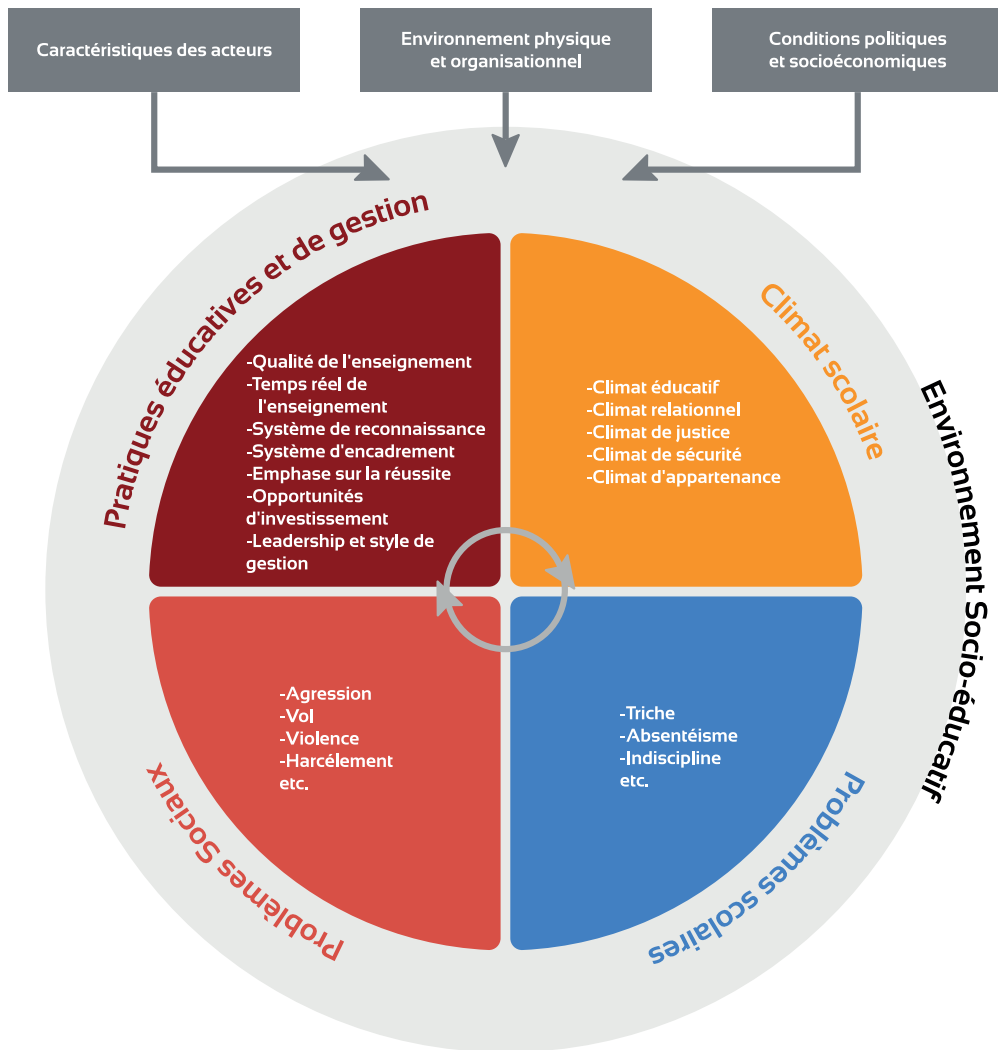 Caractéristiques des acteurs
Environnement physique
et organisationnel
Conditions politiques
et socioéconomiques
Pratiques éducatives et de gestion
-Qualité de l'enseignement
-Temps réel de
l'enseignement
-Système de reconnaissance
-Système d'encadrement
-Emphase sur la réussite
-Opportunités
d'investissement
-Leadership et style de
gestion
Climat scolaire
-Climat éducatif
-Climat relationnel
-Climat de justice
-Climat de sécurité
-Climat d'appartenance
Environnement Socio-éducatif
-Agression
-Vol
-Violence
-Harcélement
etc.
Problèmes Sociaux
-Triche
-Absentéisme
-Indiscipline
etc.
Problèmes scolaires